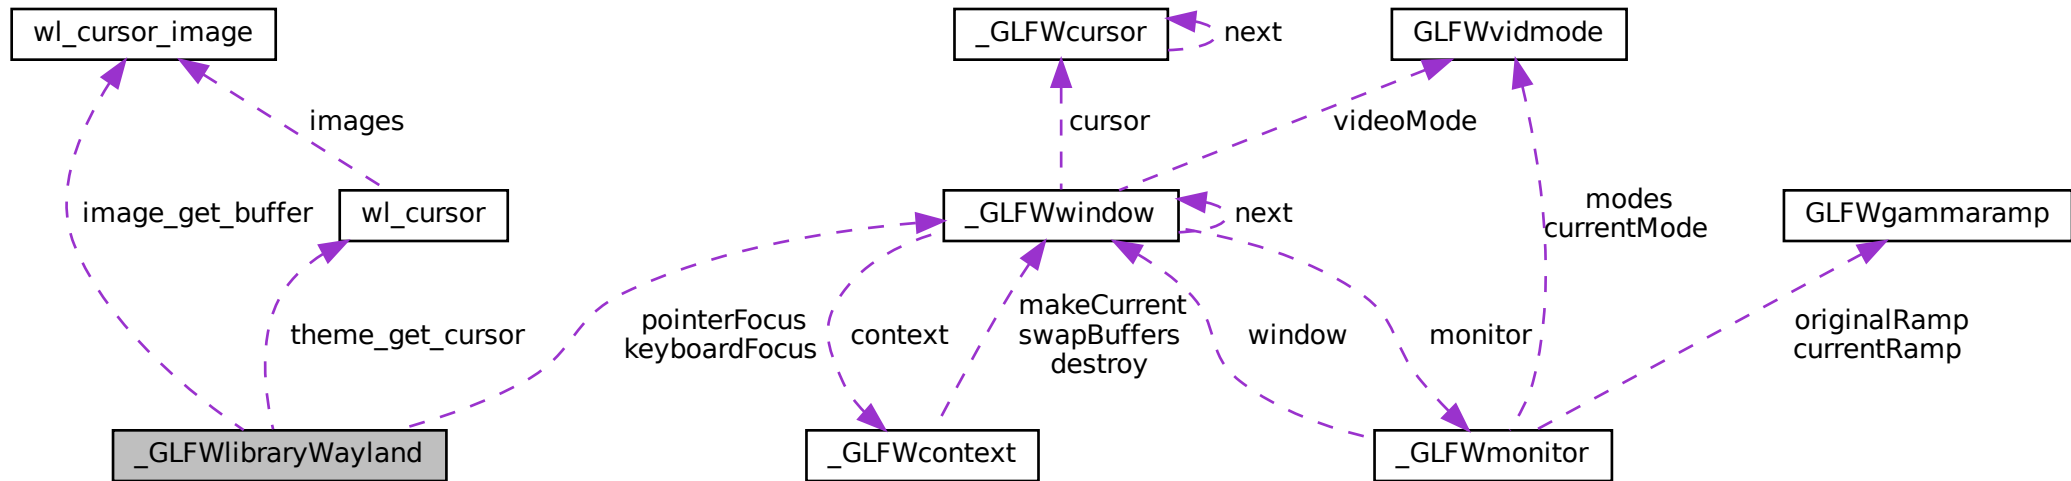 wl_cursor_image
_GLFWcursor
next
GLFWvidmode
images
cursor
videoMode
image_get_buffer
wl_cursor
_GLFWwindow
next
modes
currentMode
GLFWgammaramp
theme_get_cursor
pointerFocus
keyboardFocus
context
makeCurrent
swapBuffers
destroy
window
monitor
originalRamp
currentRamp
_GLFWlibraryWayland
_GLFWcontext
_GLFWmonitor